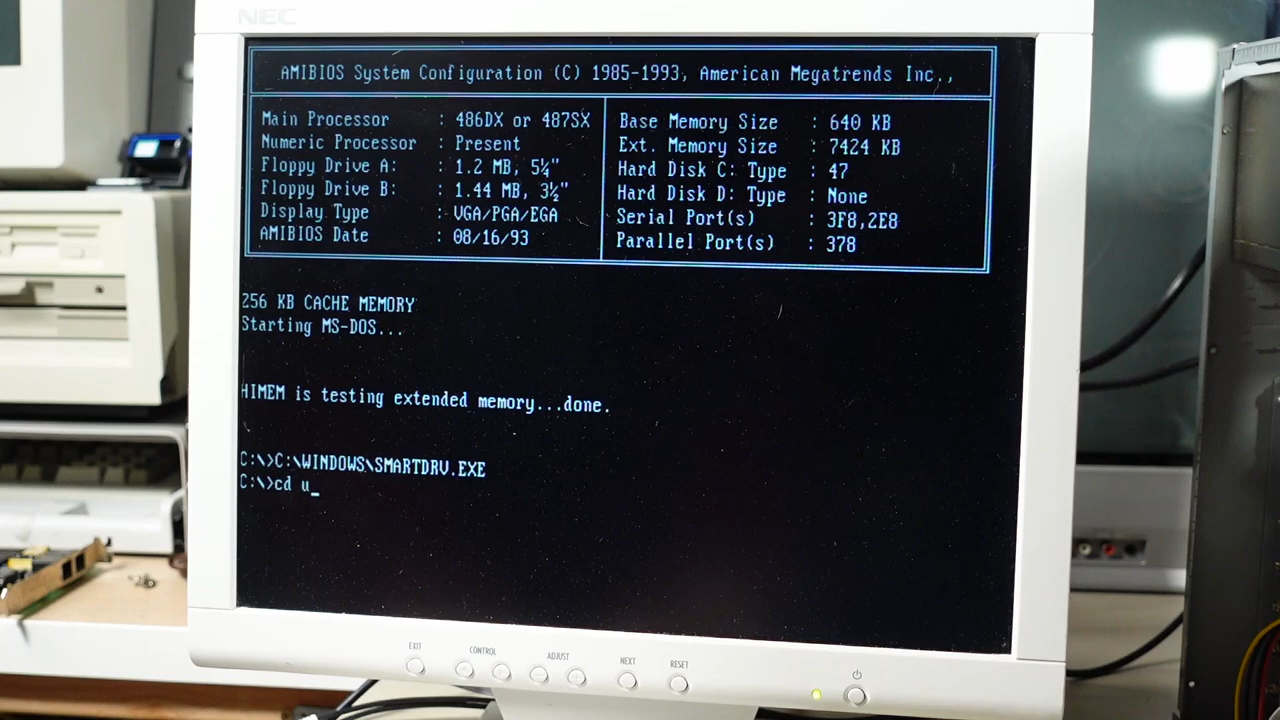 NEC
AMIBIOS System Configuration (C) 1985-1993, American Megatrends Inc.,
Main Processor : 486DX or 487SX
Numeric Processor : Present
Floppy Drive A: : 1.2 MB, 5¼"
Floppy Drive B: : 1.44 MB, 3½"
Display Type : VGA/PGA/EGA
AMIBIOS Date : 08/16/93
Base Memory Size : 640 KB
Ext. Memory Size : 7424 KB
Hard Disk C: Type : 47
Hard Disk D: Type : None
Serial Port(s) : 3F8,2E8
Parallel Port(s) : 378
256 KB CACHE MEMORY
Starting MS-DOS...
HIMEM is testing extended memory...done.
C:\>C:\WINDOWS\SMARTDRV.EXE
C:\>cd u_
EXIT CONTROL ADJUST NEXT RESET